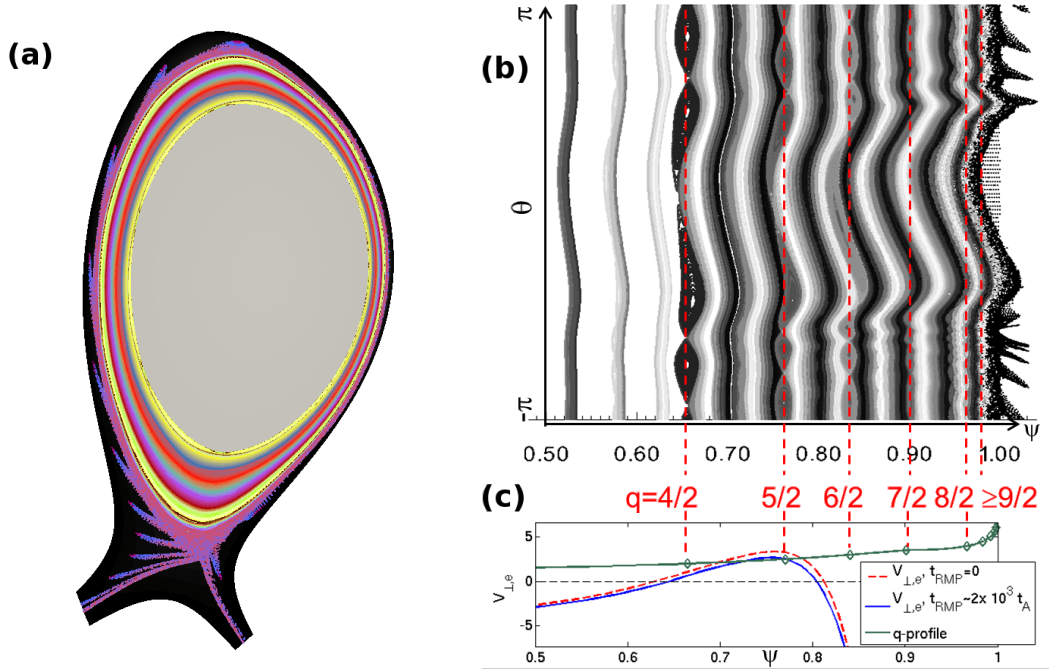 (a)
(b)
π
θ
-π
ψ
0.50 0.60 0.70 0.80 0.90 1.00
(c)
q=4/2 5/2 6/2 7/2 8/2 ≥9/2
V⊥,e
5
0
-5
V⊥,e, tRMP=0
V⊥,e, tRMP~2x 10³ tA
q-profile
0.5 0.6 0.7 0.8 0.9 1
ψ